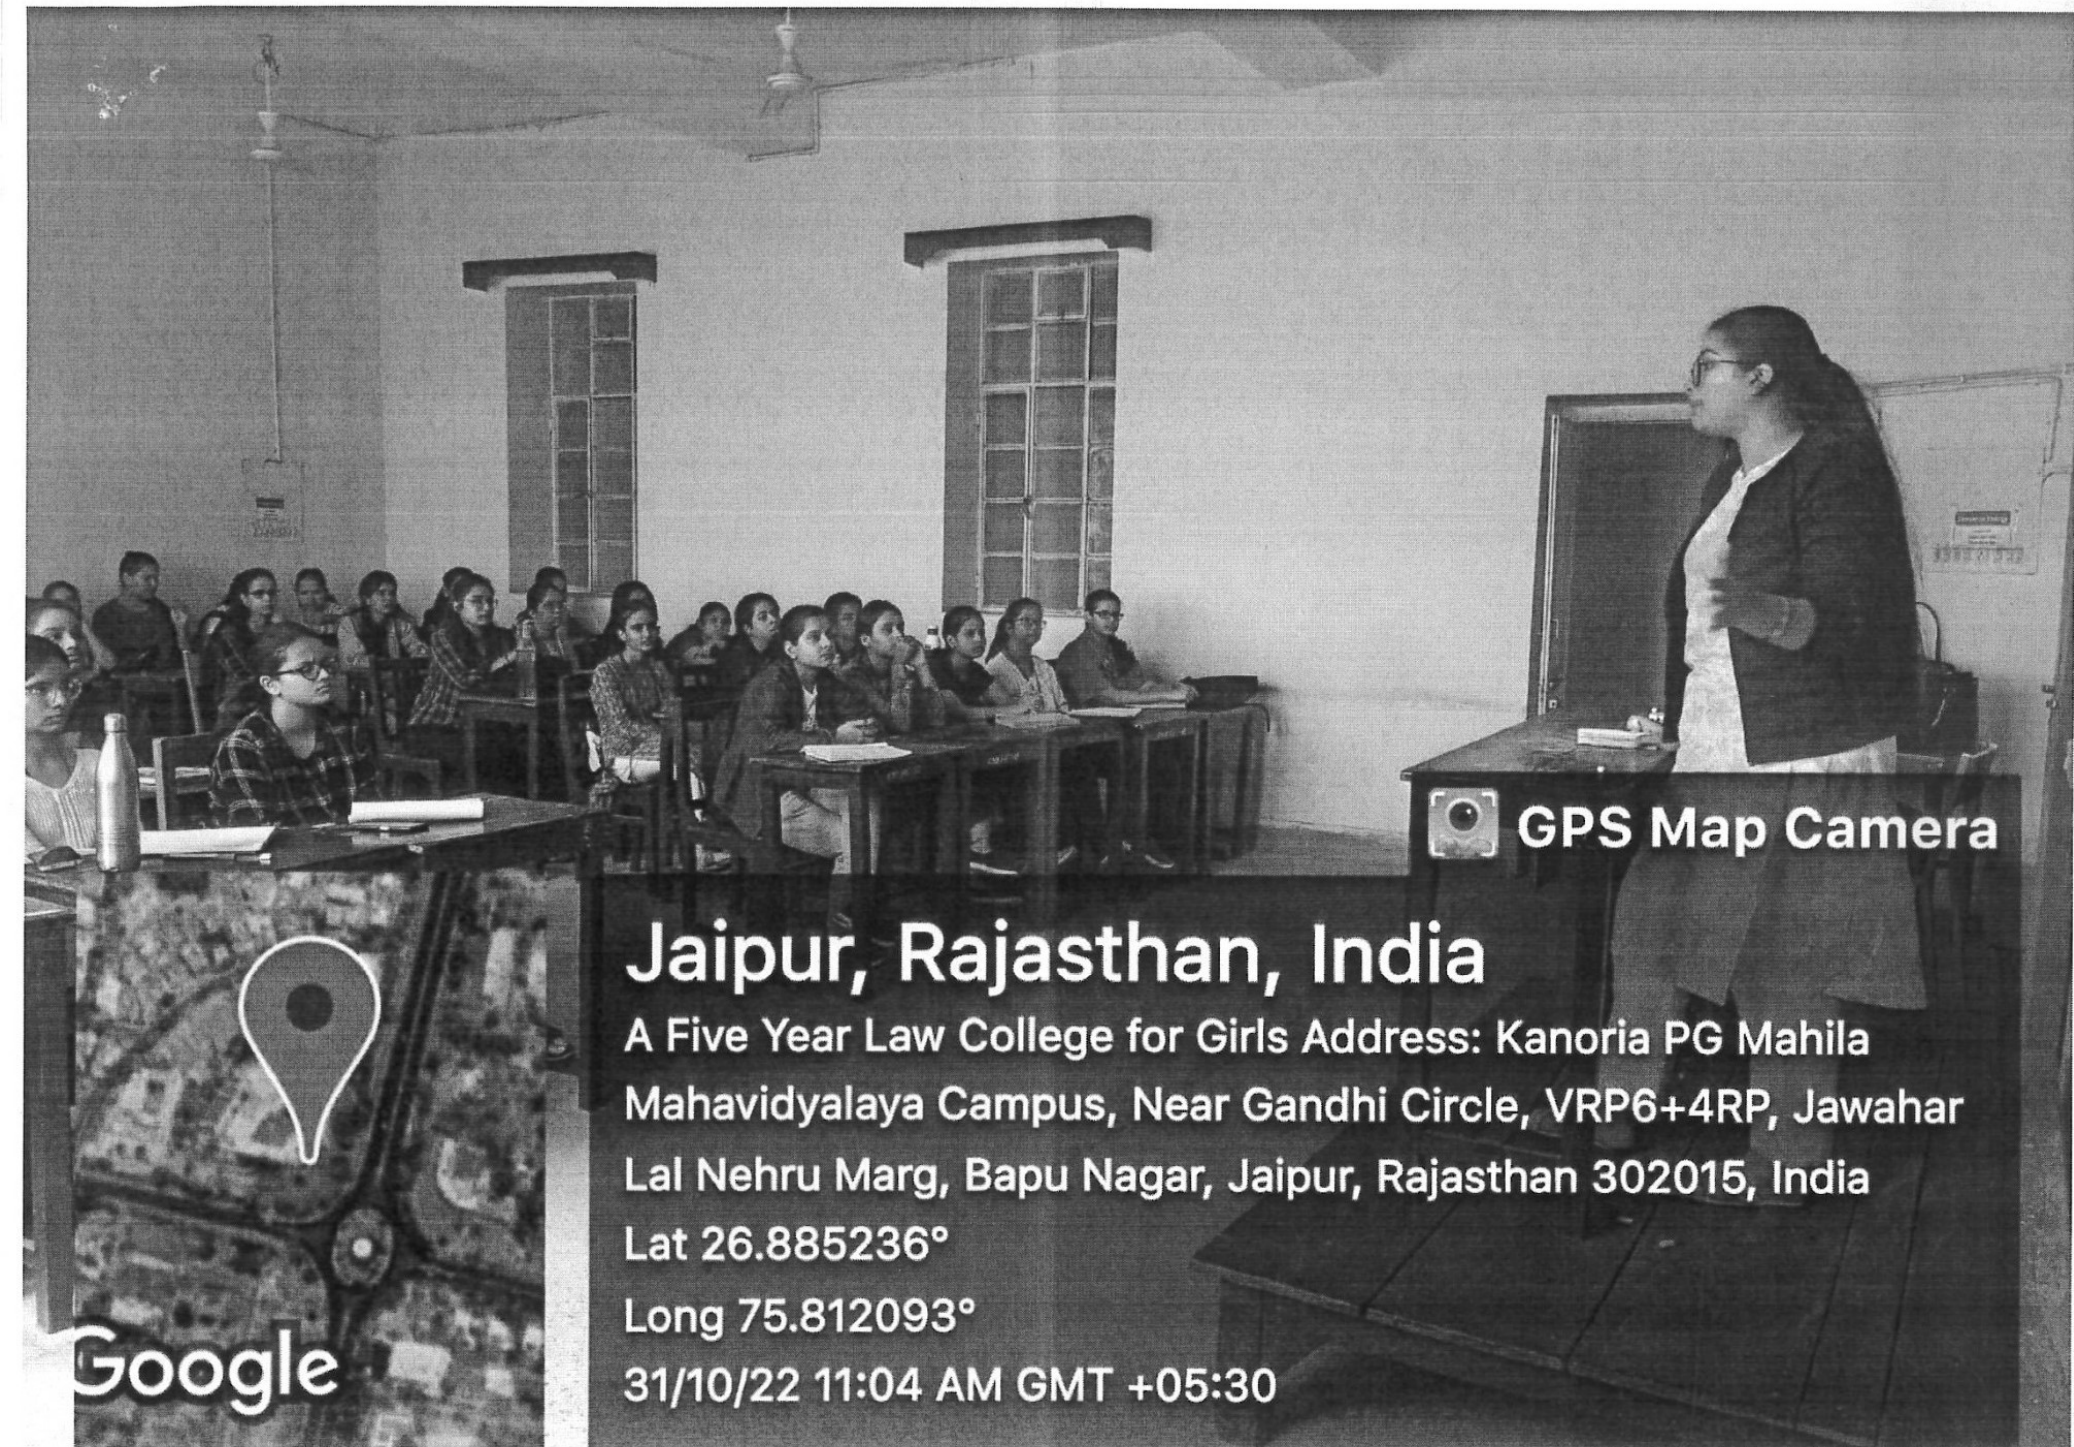 GPS Map Camera
Jaipur, Rajasthan, India
A Five Year Law College for Girls Address: Kanoria PG Mahila
Mahavidyalaya Campus, Near Gandhi Circle, VRP6+4RP, Jawahar
Lal Nehru Marg, Bapu Nagar, Jaipur, Rajasthan 302015, India
Lat 26.885236°
Long 75.812093°
31/10/22 11:04 AM GMT +05:30
Google